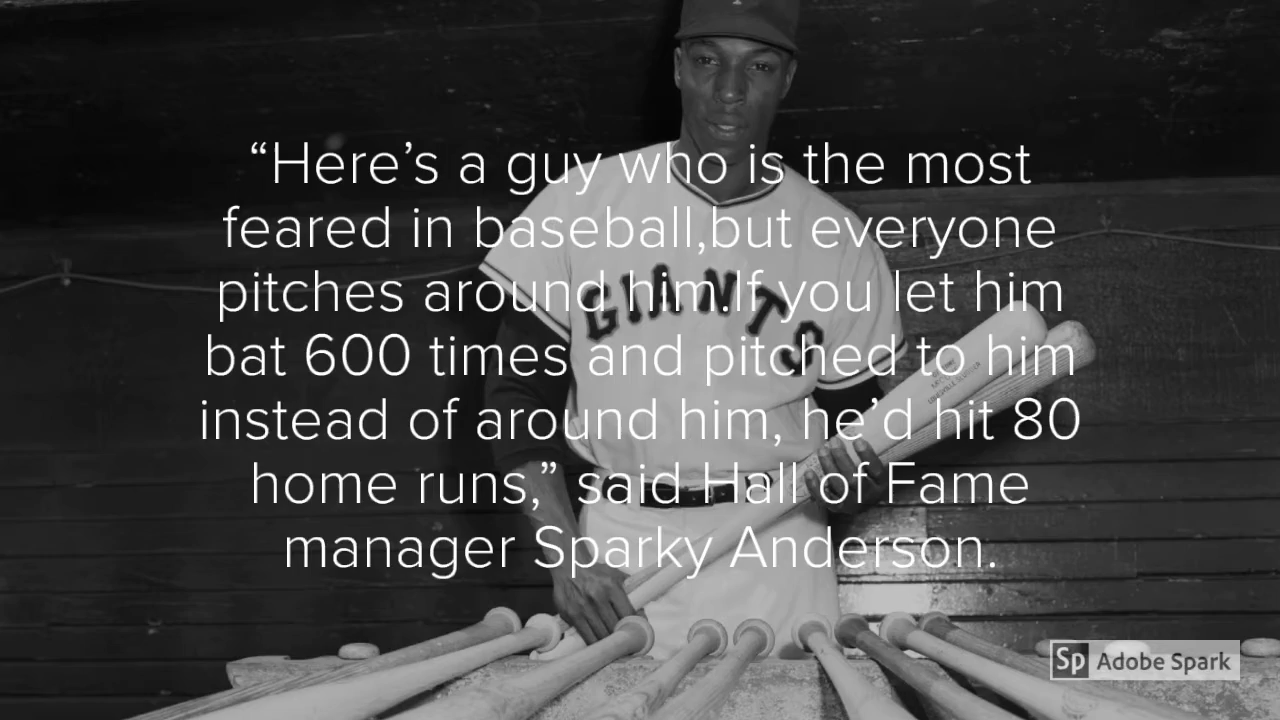 “Here’s a guy who is the most
feared in baseball,but everyone
pitches around him.If you let him
bat 600 times and pitched to him
instead of around him, he’d hit 80
home runs,” said Hall of Fame
manager Sparky Anderson.
GIANTS
Sp Adobe Spark